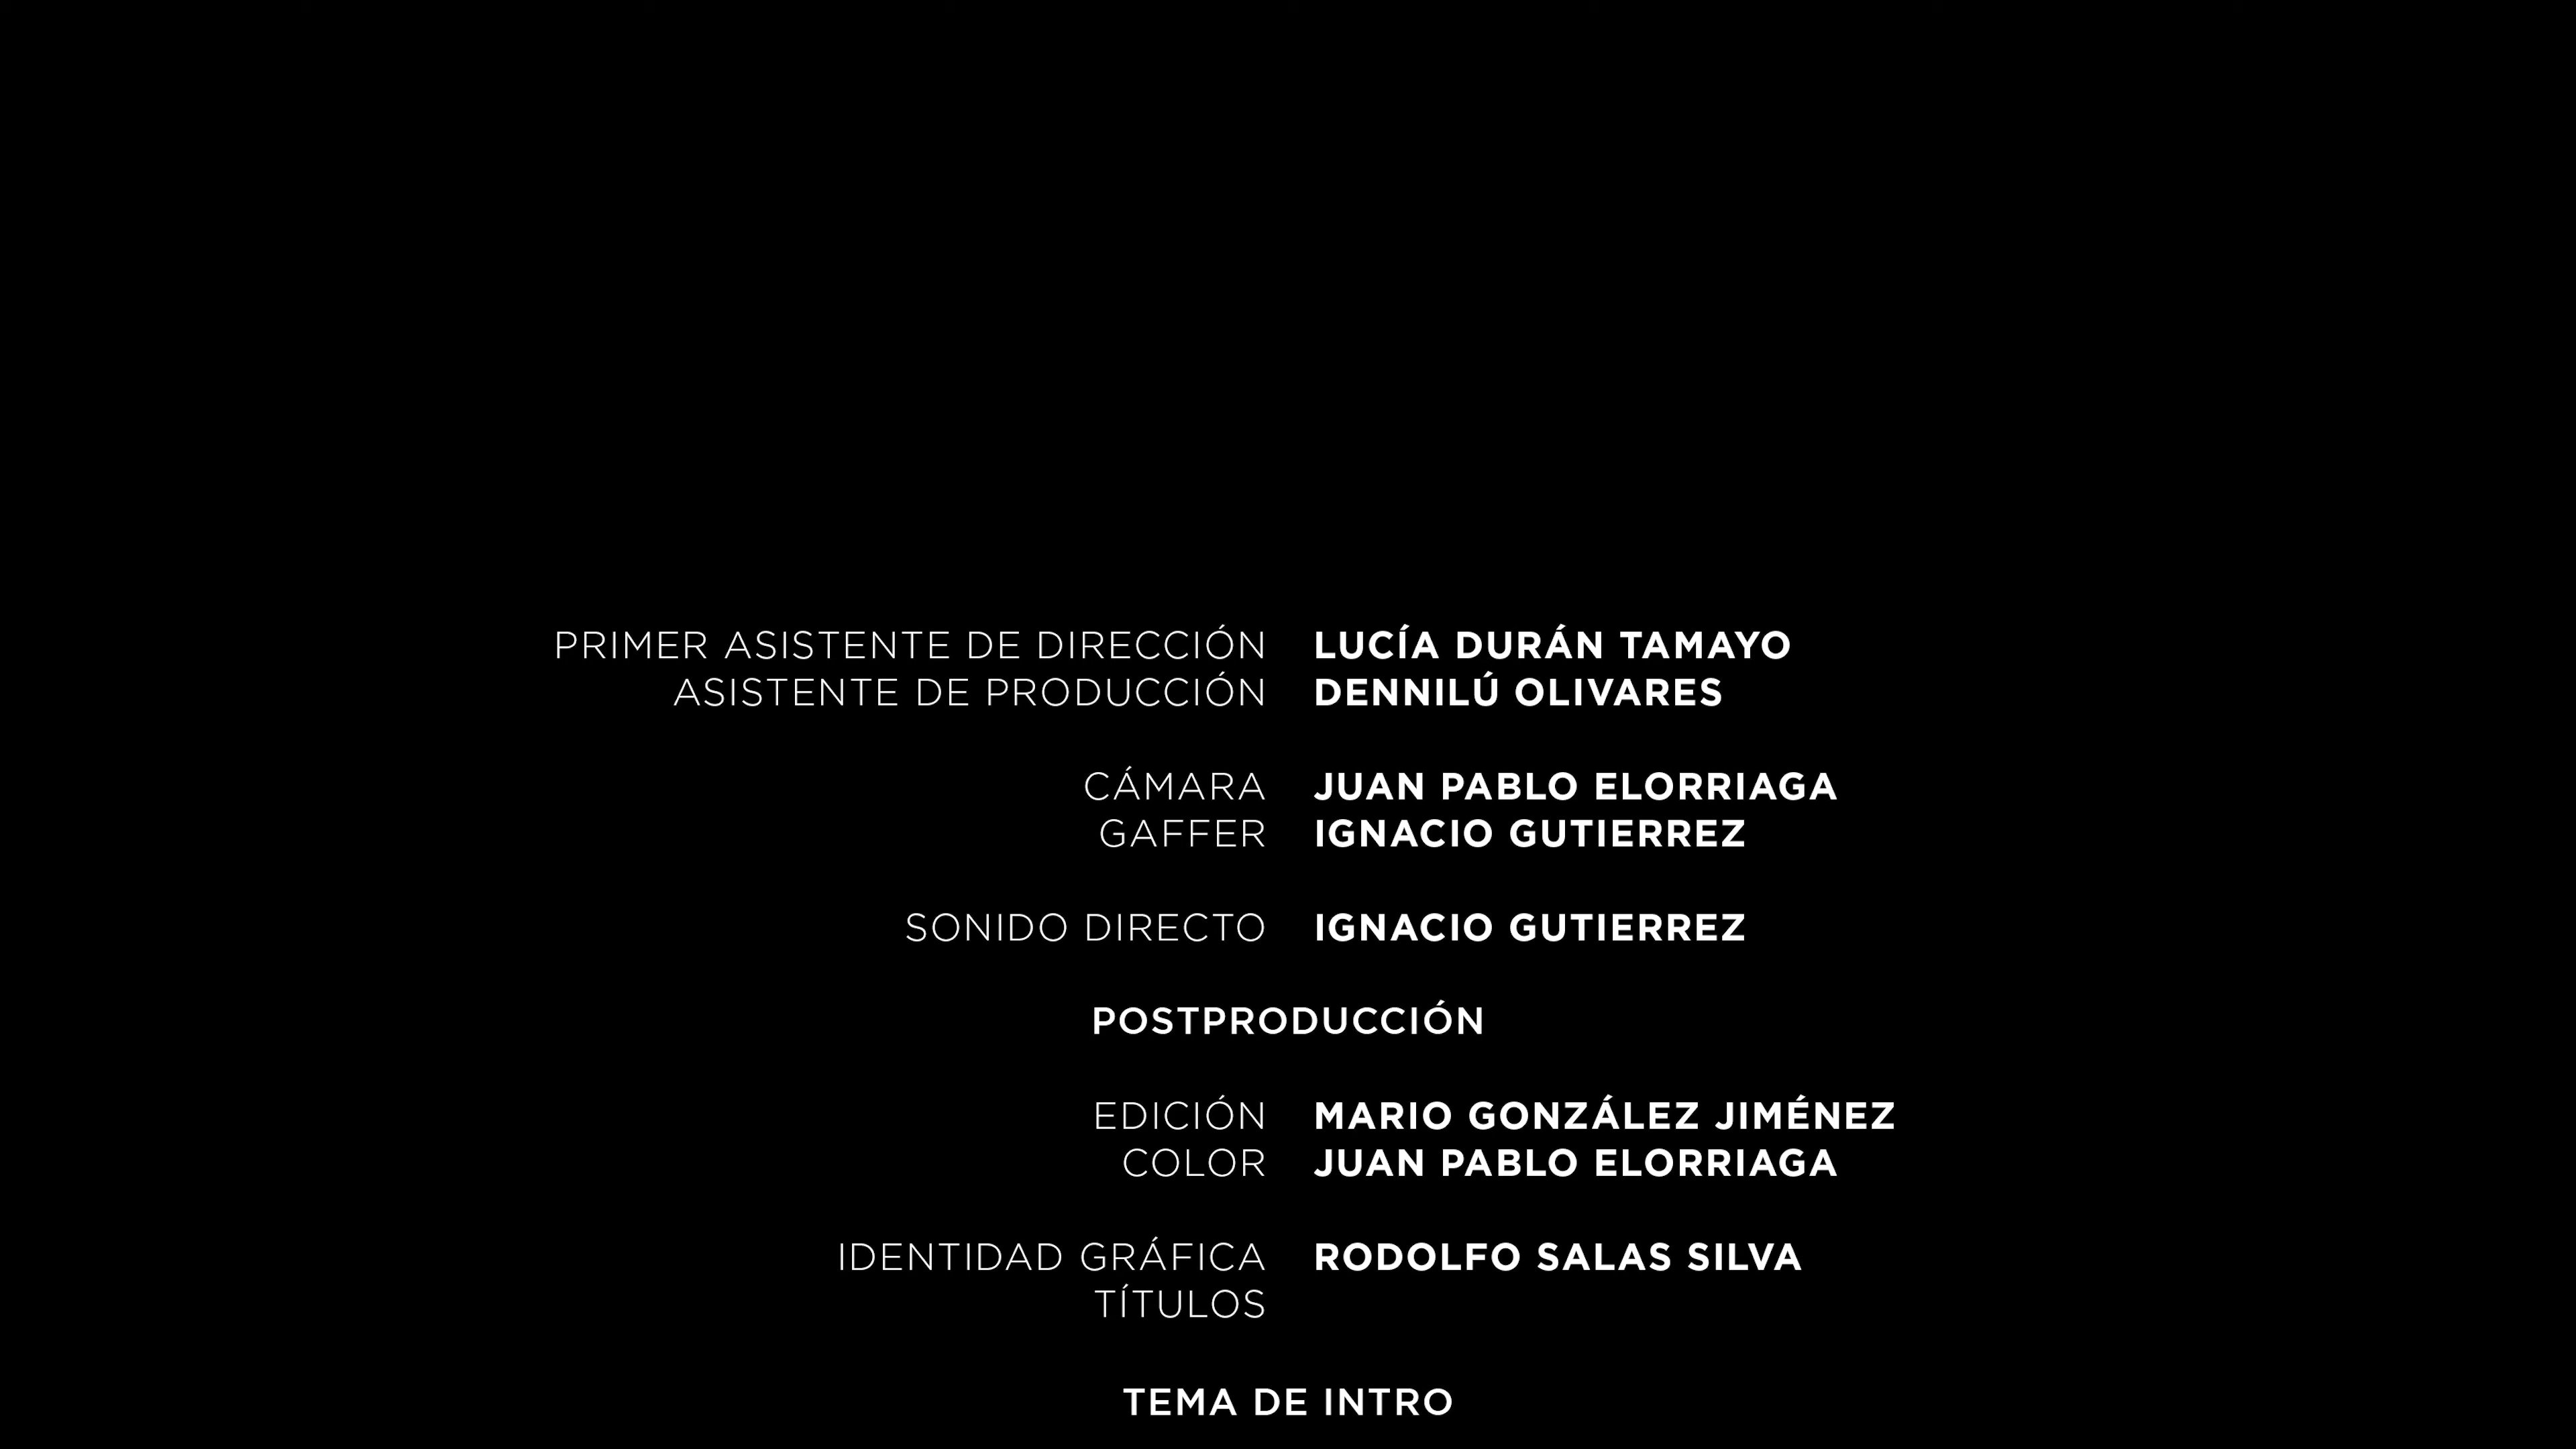 PRIMER ASISTENTE DE DIRECCIÓN LUCÍA DURÁN TAMAYO
ASISTENTE DE PRODUCCIÓN DENNILÚ OLIVARES
CÁMARA JUAN PABLO ELORRIAGA
GAFFER IGNACIO GUTIERREZ
SONIDO DIRECTO IGNACIO GUTIERREZ
POSTPRODUCCIÓN
EDICIÓN MARIO GONZÁLEZ JIMÉNEZ
COLOR JUAN PABLO ELORRIAGA
IDENTIDAD GRÁFICA RODOLFO SALAS SILVA
TÍTULOS
TEMA DE INTRO